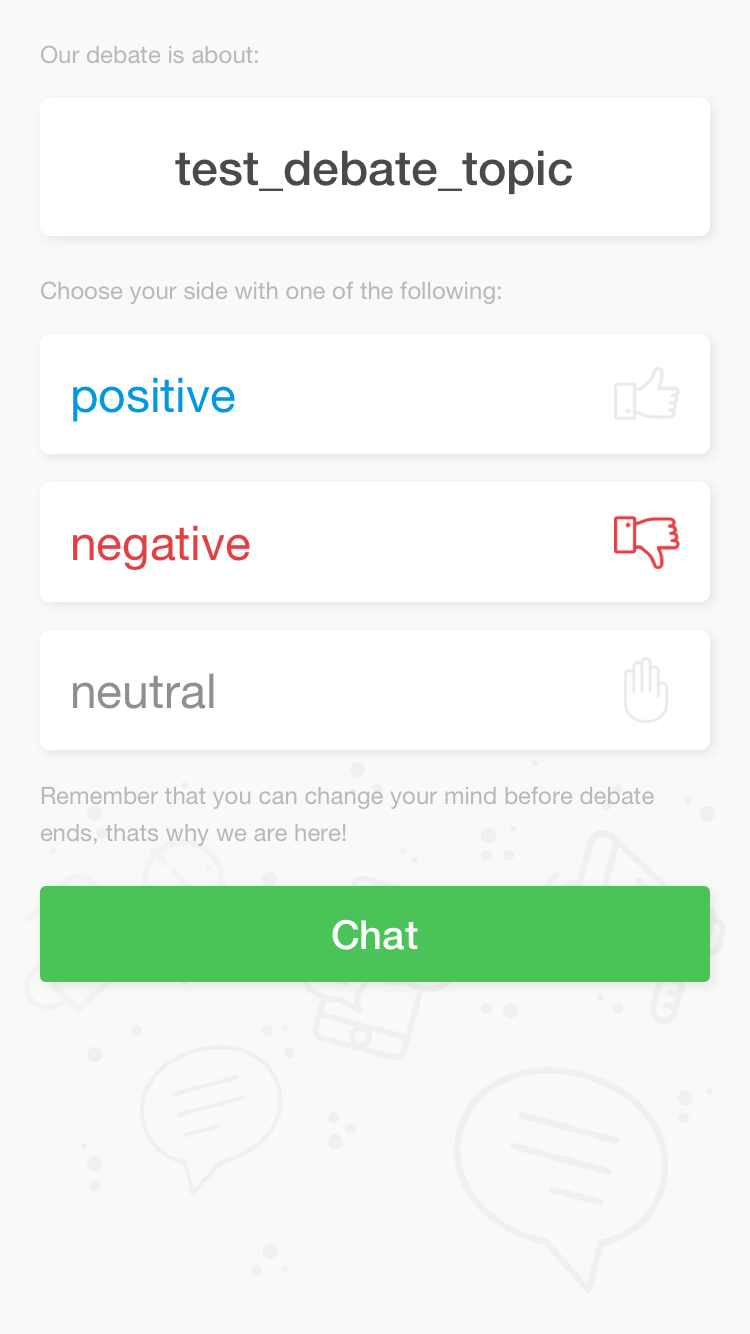 Our debate is about:
test_debate_topic
Choose your side with one of the following:
positive
negative
neutral
Remember that you can change your mind before debate
ends, thats why we are here!
Chat